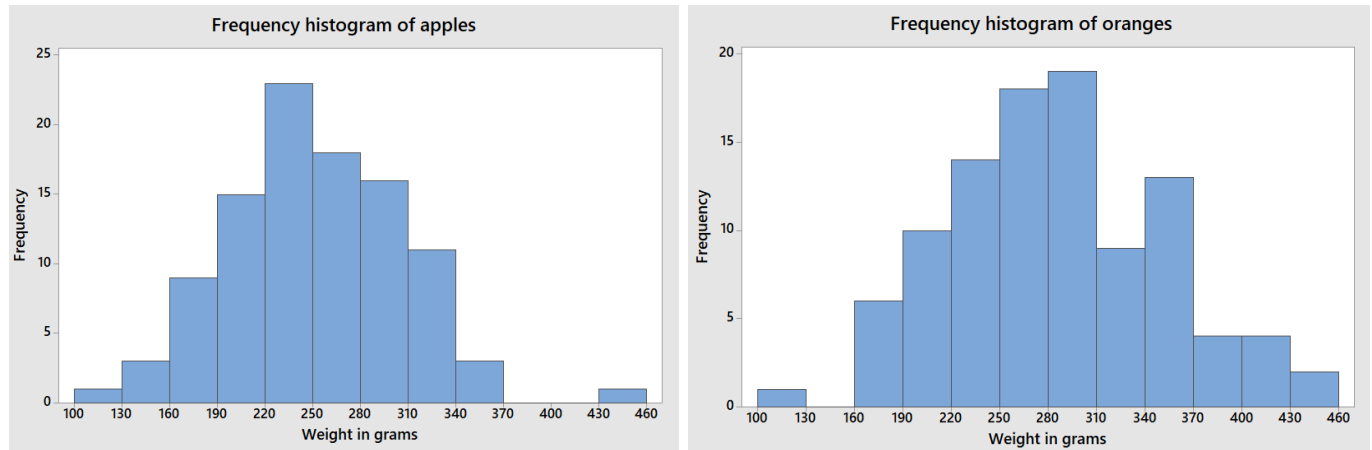 Frequency histogram of apples
25
20
15
10
5
0
Frequency
100 130 160 190 220 250 280 310 340 370 400 430 460
Weight in grams
Frequency histogram of oranges
20
15
10
5
0
Frequency
100 130 160 190 220 250 280 310 340 370 400 430 460
Weight in grams